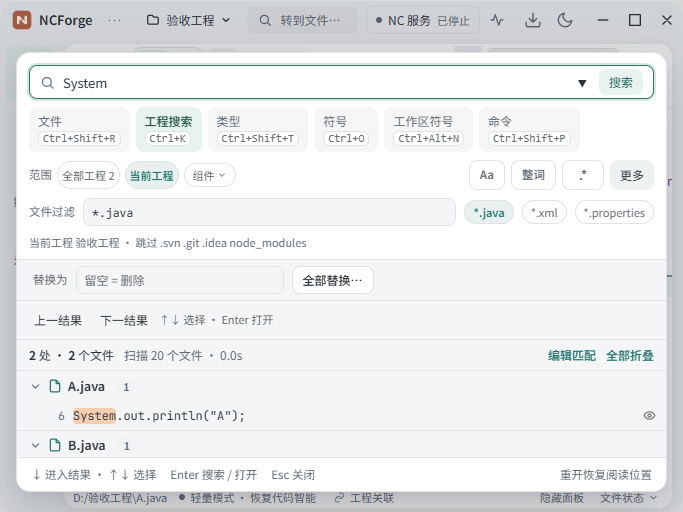 N NCForge ··· 验收工程 转到文件··· NC 服务 已停止
System ▼ 搜索
文件 工程搜索 类型 符号 工作区符号 命令
Ctrl+Shift+R Ctrl+K Ctrl+Shift+T Ctrl+O Ctrl+Alt+N Ctrl+Shift+P
范围 全部工程 2 当前工程 组件 Aa 整词 .* 更多
文件过滤 *.java *.java *.xml *.properties
当前工程 验收工程 • 跳过 .svn .git .idea node_modules
替换为 留空 = 删除 全部替换···
上一结果 下一结果 ↑↓ 选择 • Enter 打开
2 处 • 2 个文件 扫描 20 个文件 • 0.0s 编辑匹配 全部折叠
A.java 1
6 System.out.println("A");
B.java 1
↓ 进入结果 • ↑↓ 选择 Enter 搜索 / 打开 Esc 关闭 重开恢复阅读位置
D:/验收工程\A.java 轻量模式 • 恢复代码智能 工程关联 隐藏面板 文件状态